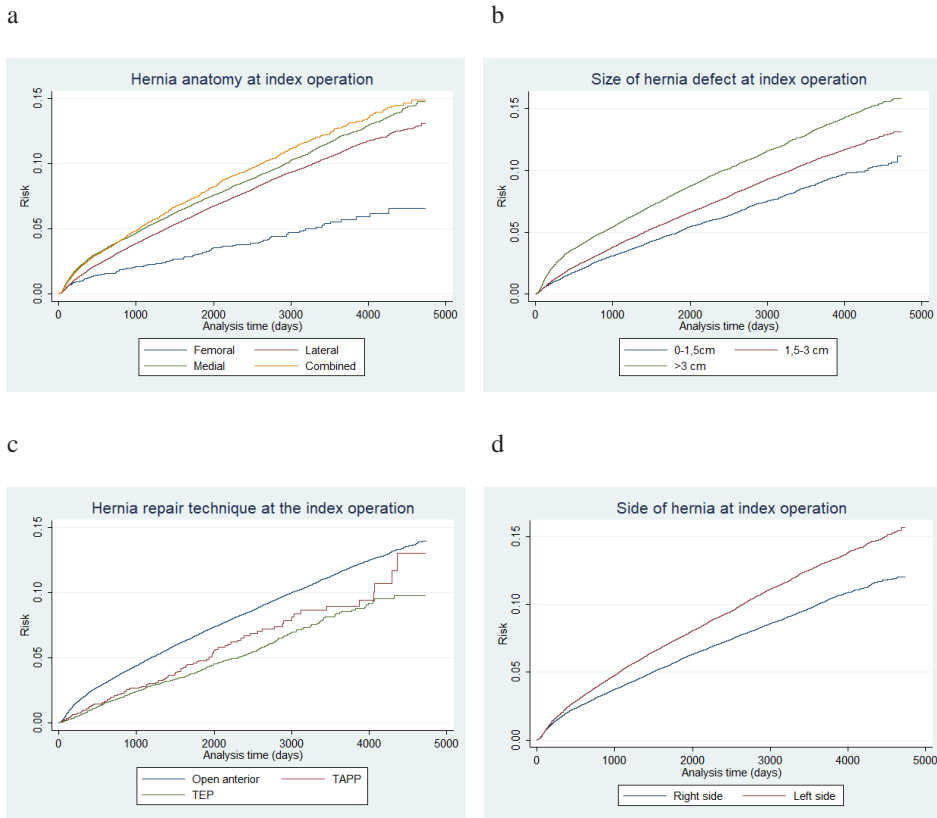 a
Hernia anatomy at index operation
0.15
0.10
0.05
0.00
Risk
0 1000 2000 3000 4000 5000
Analysis time (days)
Femoral Lateral
Medial Combined
b
Size of hernia defect at index operation
0.15
0.10
0.05
0.00
Risk
0 1000 2000 3000 4000 5000
Analysis time (days)
0-1,5cm 1,5-3 cm
>3 cm
c
Hernia repair technique at the index operation
0.15
0.10
0.05
0.00
Risk
0 1000 2000 3000 4000 5000
Analysis time (days)
Open anterior TAPP
TEP
d
Side of hernia at index operation
0.15
0.10
0.05
0.00
Risk
0 1000 2000 3000 4000 5000
Analysis time (days)
Right side Left side